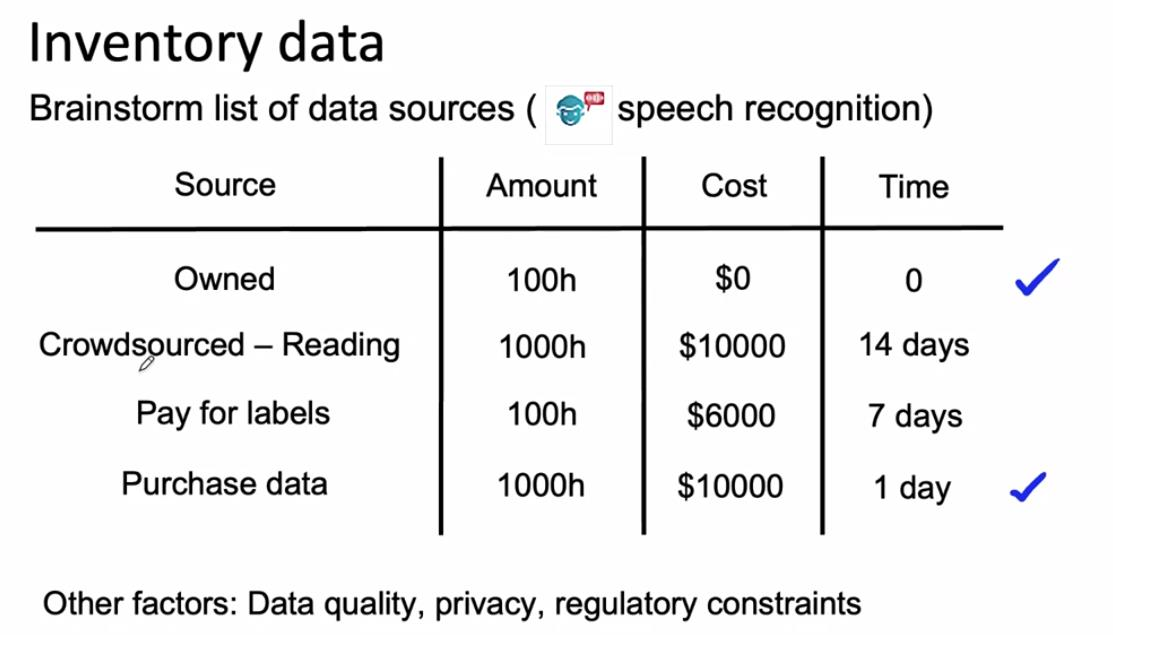 Inventory data
Brainstorm list of data sources ( speech recognition)
Source Amount Cost Time
Owned 100h $0 0
Crowdsourced – Reading 1000h $10000 14 days
Pay for labels 100h $6000 7 days
Purchase data 1000h $10000 1 day
Other factors: Data quality, privacy, regulatory constraints